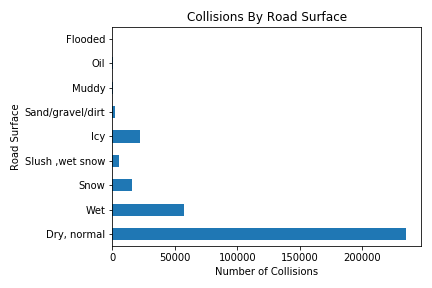 Collisions By Road Surface
Flooded
Oil
Muddy
Sand/gravel/dirt
Icy
Slush ,wet snow
Snow
Wet
Dry, normal
Road Surface
0 50000 100000 150000 200000
Number of Collisions